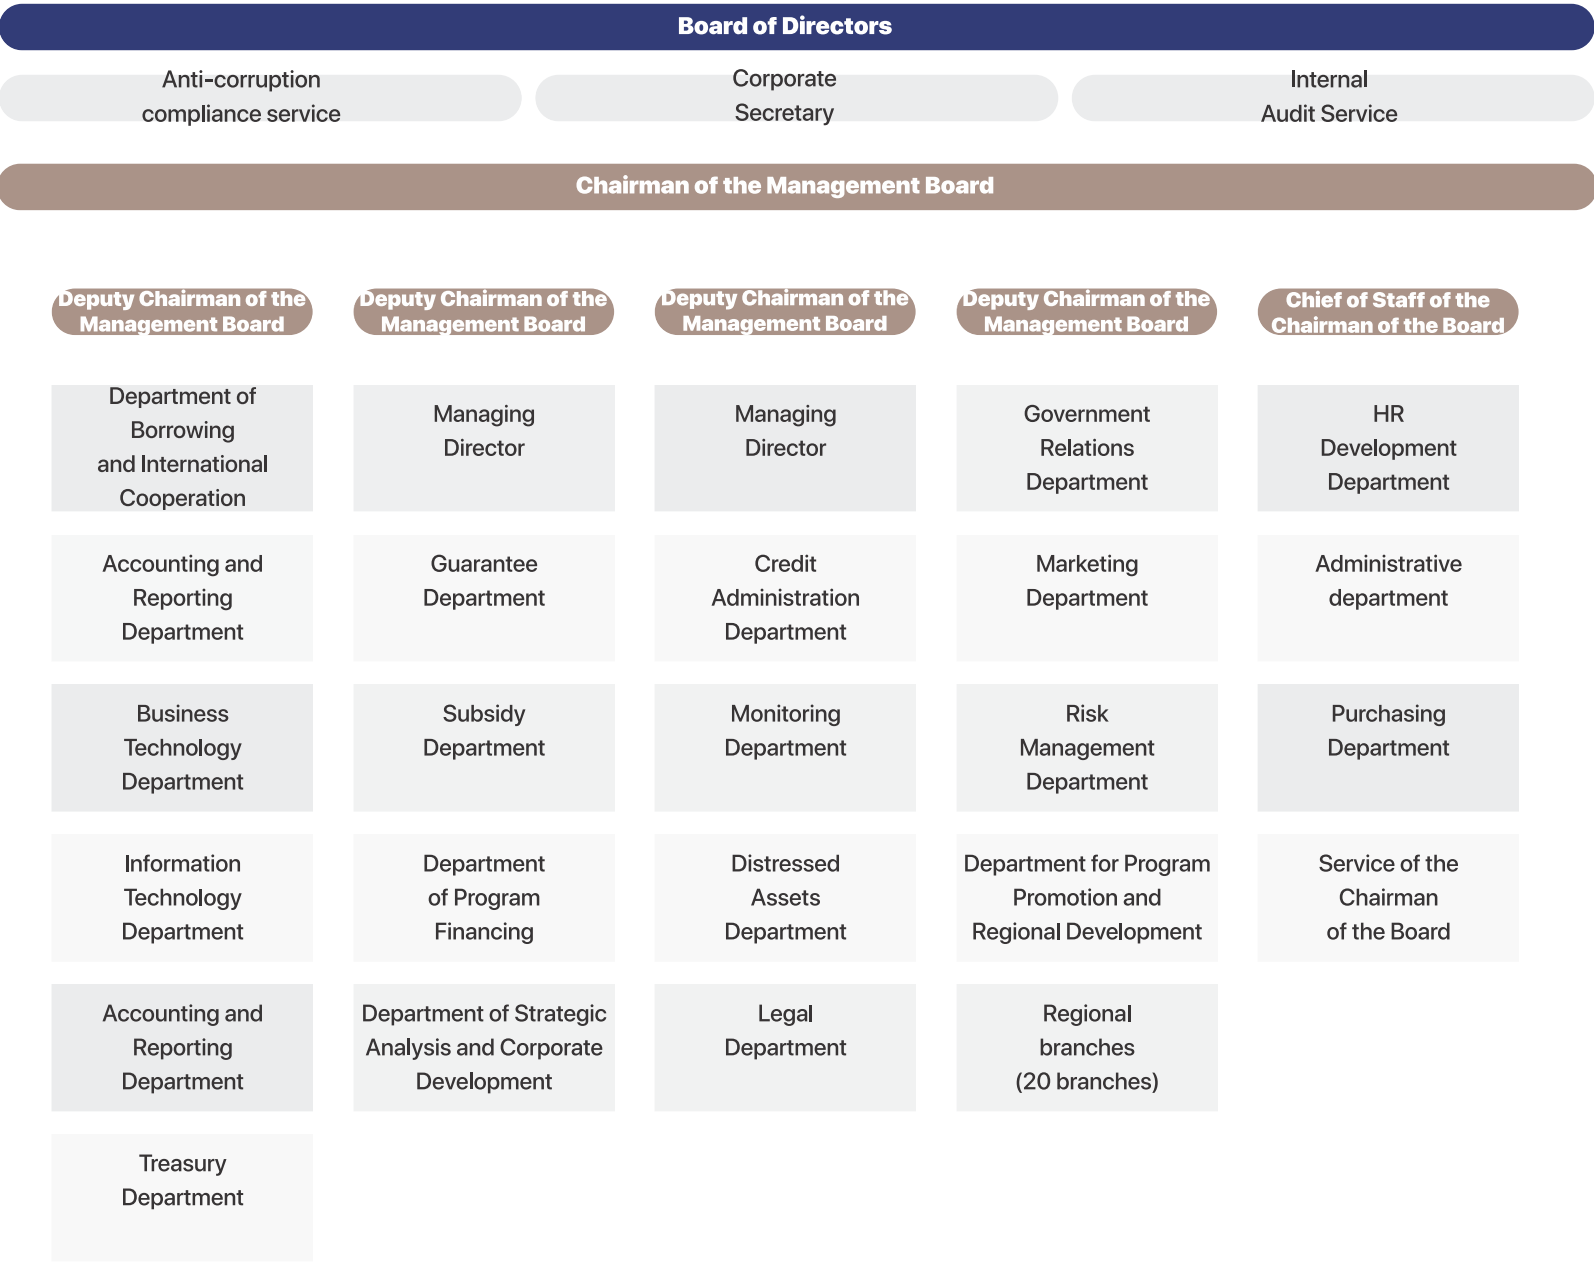 Board of Directors
Anti-corruption
compliance service
Corporate
Secretary
Internal
Audit Service
Chairman of the Management Board
Deputy Chairman of the
Management Board
Department of
Borrowing
and International
Cooperation
Accounting and
Reporting
Department
Business
Technology
Department
Information
Technology
Department
Accounting and
Reporting
Department
Treasury
Department
Deputy Chairman of the
Management Board
Managing
Director
Guarantee
Department
Subsidy
Department
Department
of Program
Financing
Department of Strategic
Analysis and Corporate
Development
Deputy Chairman of the
Management Board
Managing
Director
Credit
Administration
Department
Monitoring
Department
Distressed
Assets
Department
Legal
Department
Deputy Chairman of the
Management Board
Government
Relations
Department
Marketing
Department
Risk
Management
Department
Department for Program
Promotion and
Regional Development
Regional
branches
(20 branches)
Chief of Staff of the
Chairman of the Board
HR
Development
Department
Administrative
department
Purchasing
Department
Service of the
Chairman
of the Board